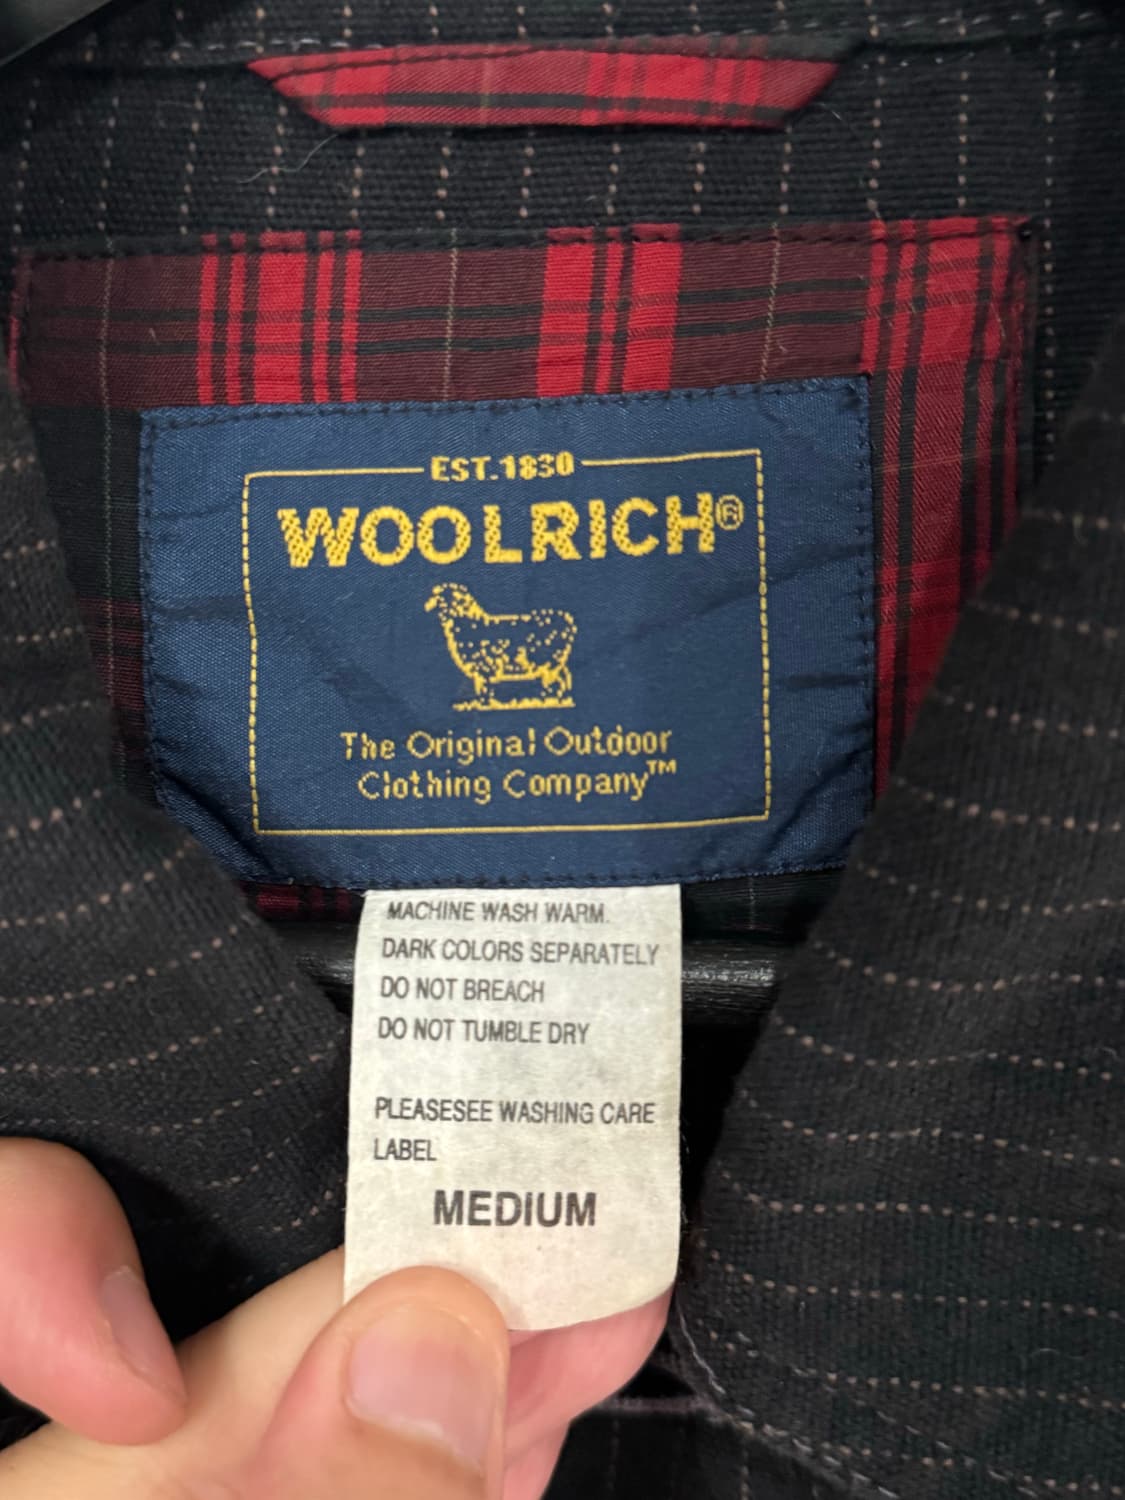 EST.1830
WOOLRICH®
The Original Outdoor
Clothing Company™
MACHINE WASH WARM.
DARK COLORS SEPARATELY
DO NOT BREACH
DO NOT TUMBLE DRY
PLEASESEE WASHING CARE
LABEL
MEDIUM